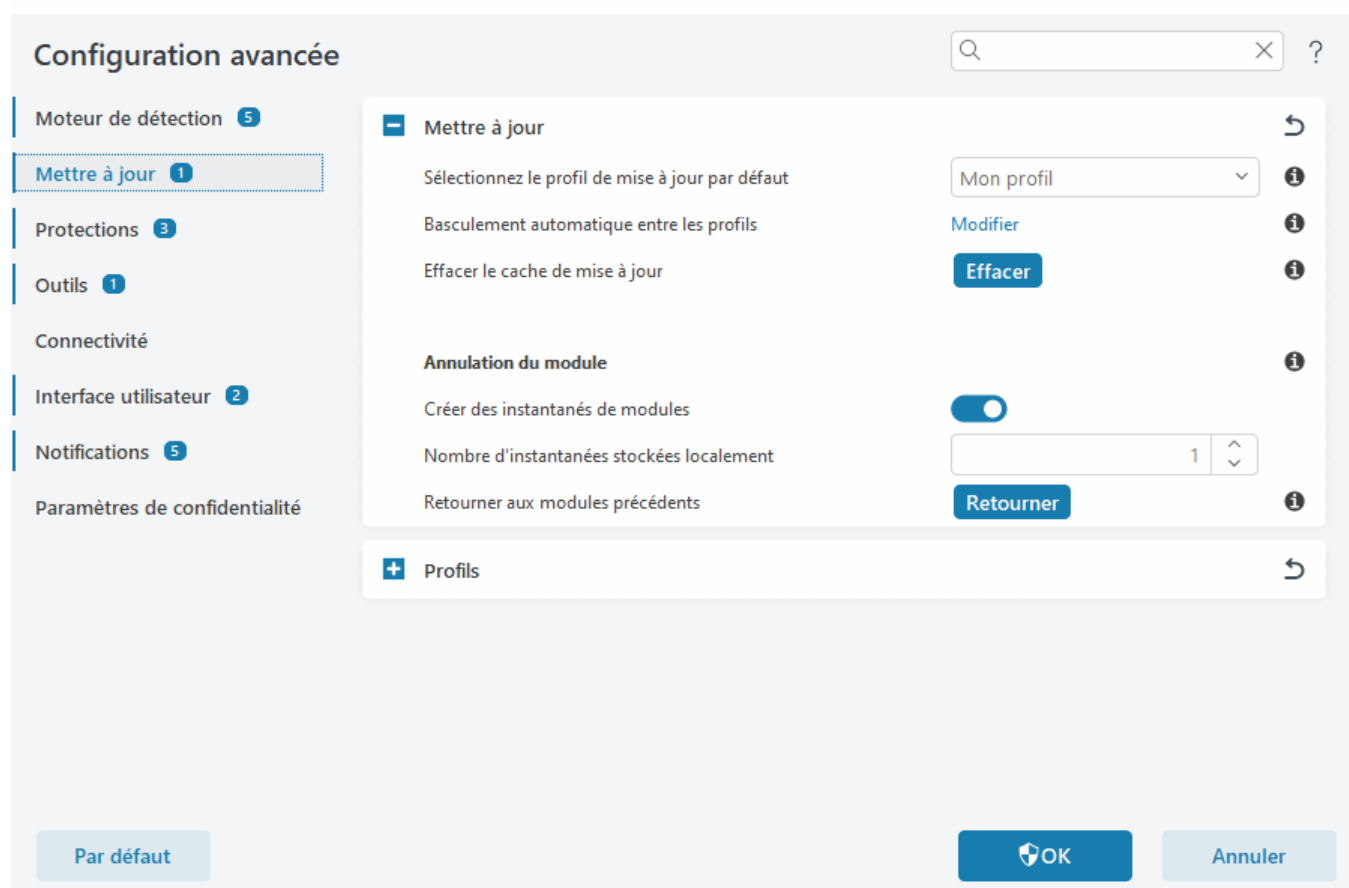 Configuration avancée
?
Moteur de détection 5
Mettre à jour 1
Protections 3
Outils 1
Connectivité
Interface utilisateur 2
Notifications 5
Paramètres de confidentialité
Mettre à jour
Sélectionnez le profil de mise à jour par défaut Mon profil
Basculement automatique entre les profils Modifier
Effacer le cache de mise à jour Effacer
Annulation du module
Créer des instantanés de modules
Nombre d'instantanées stockées localement 1
Retourner aux modules précédents Retourner
Profils
Par défaut OK Annuler